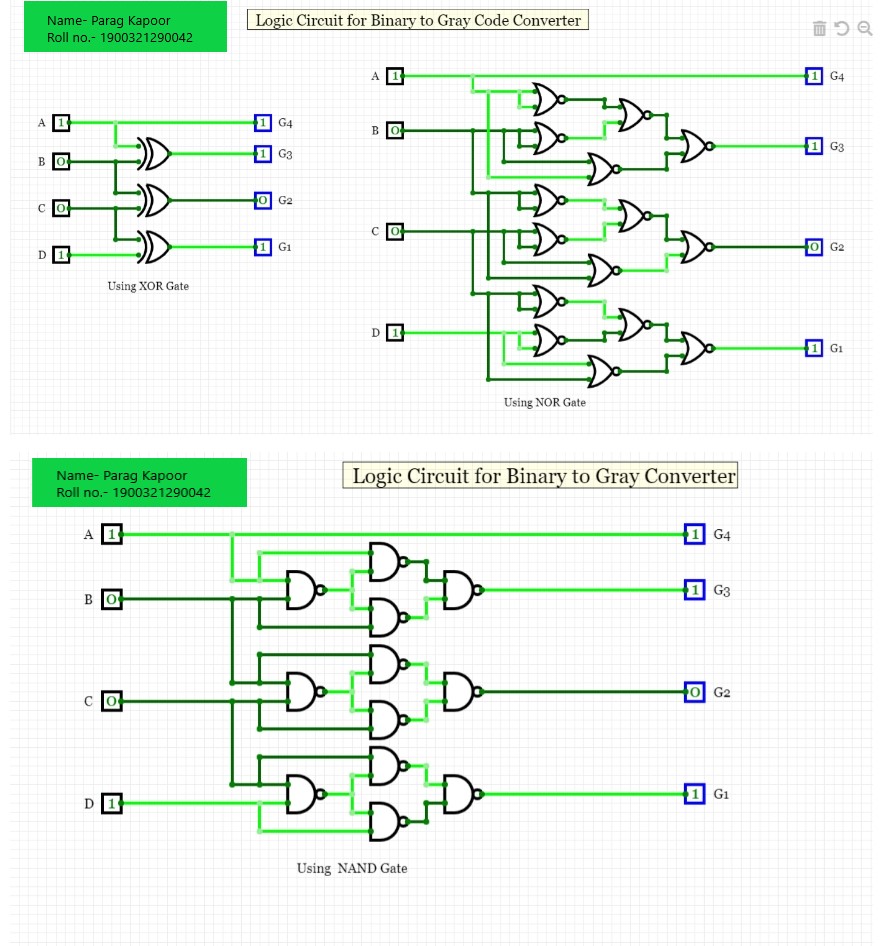 Name- Parag Kapoor
Roll no.- 1900321290042
Logic Circuit for Binary to Gray Code Converter
A 1 1 G4
B 0 1 G3
C 0 0 G2
D 1 1 G1
Using XOR Gate
A 1 1 G4
B 0 1 G3
C 0 0 G2
D 1 1 G1
Using NOR Gate
Name- Parag Kapoor
Roll no.- 1900321290042
Logic Circuit for Binary to Gray Converter
A 1 1 G4
B 0 1 G3
C 0 0 G2
D 1 1 G1
Using NAND Gate